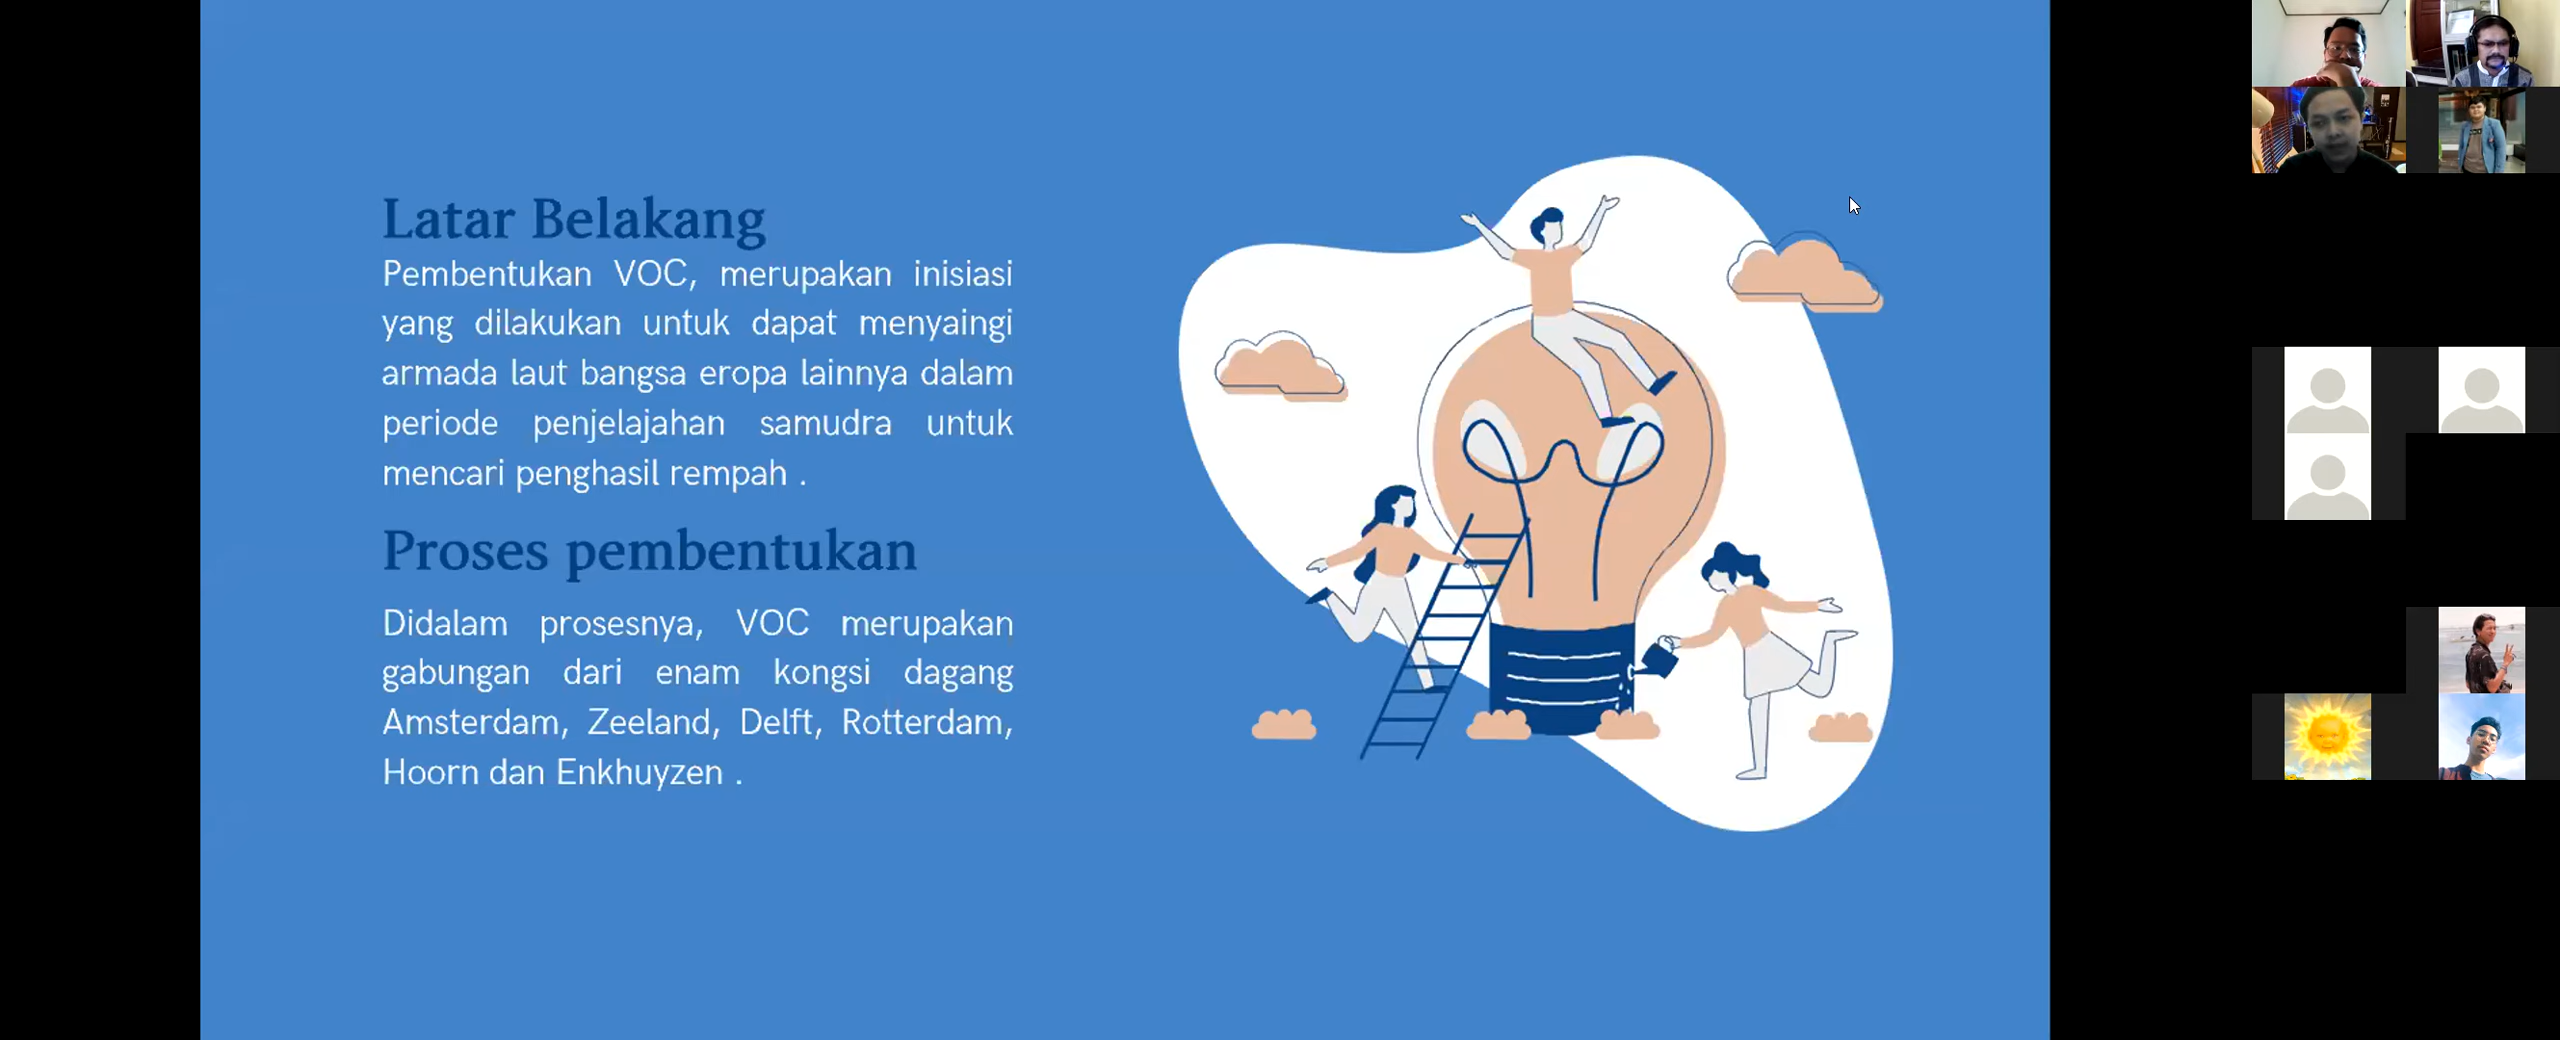 Latar Belakang
Pembentukan VOC, merupakan inisiasi
yang dilakukan untuk dapat menyaingi
armada laut bangsa eropa lainnya dalam
periode penjelajahan samudra untuk
mencari penghasil rempah .
Proses pembentukan
Didalam prosesnya, VOC merupakan
gabungan dari enam kongsi dagang
Amsterdam, Zeeland, Delft, Rotterdam,
Hoorn dan Enkhuyzen .